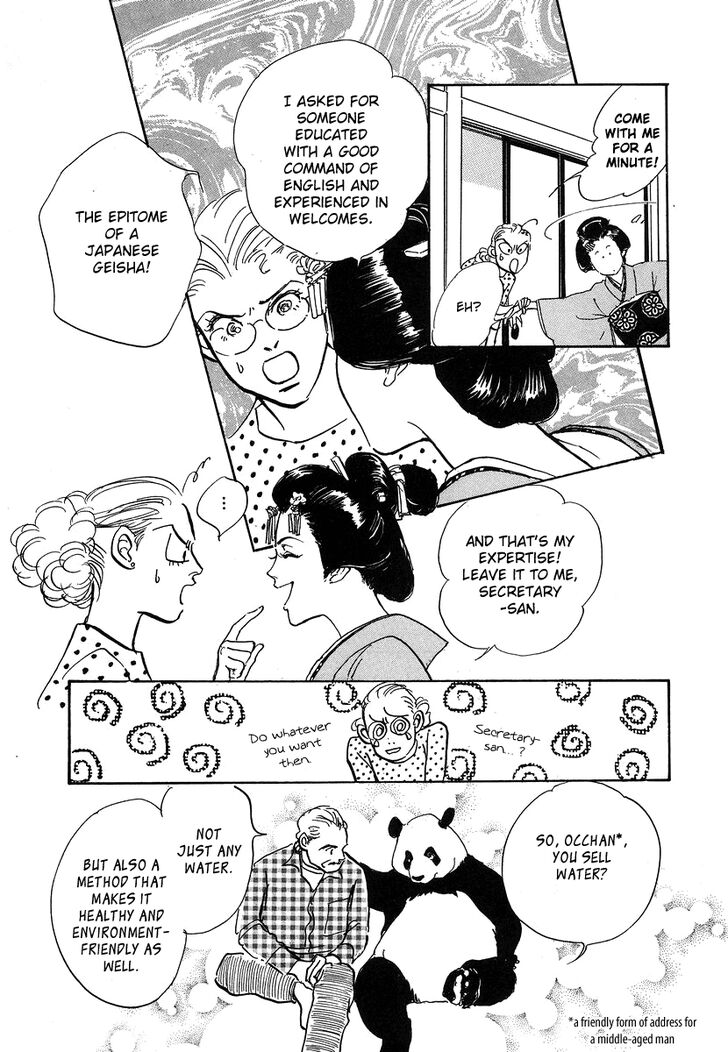 COME
WITH ME
FOR A
MINUTE!
EH?
I ASKED FOR
SOMEONE
EDUCATED
WITH A GOOD
COMMAND OF
ENGLISH AND
EXPERIENCED IN
WELCOMES.
THE EPITOME
OF A
JAPANESE
GEISHA!
...
AND THAT'S MY
EXPERTISE!
LEAVE IT TO ME,
SECRETARY
-SAN.
Secretary-
san... ?
Do whatever
you want
then.
SO, OCCHAN*,
YOU SELL
WATER?
NOT
JUST ANY
WATER.
BUT ALSO A
METHOD THAT
MAKES IT
HEALTHY AND
ENVIRONMENT-
FRIENDLY AS
WELL.
*a friendly form of address for
a middle-aged man